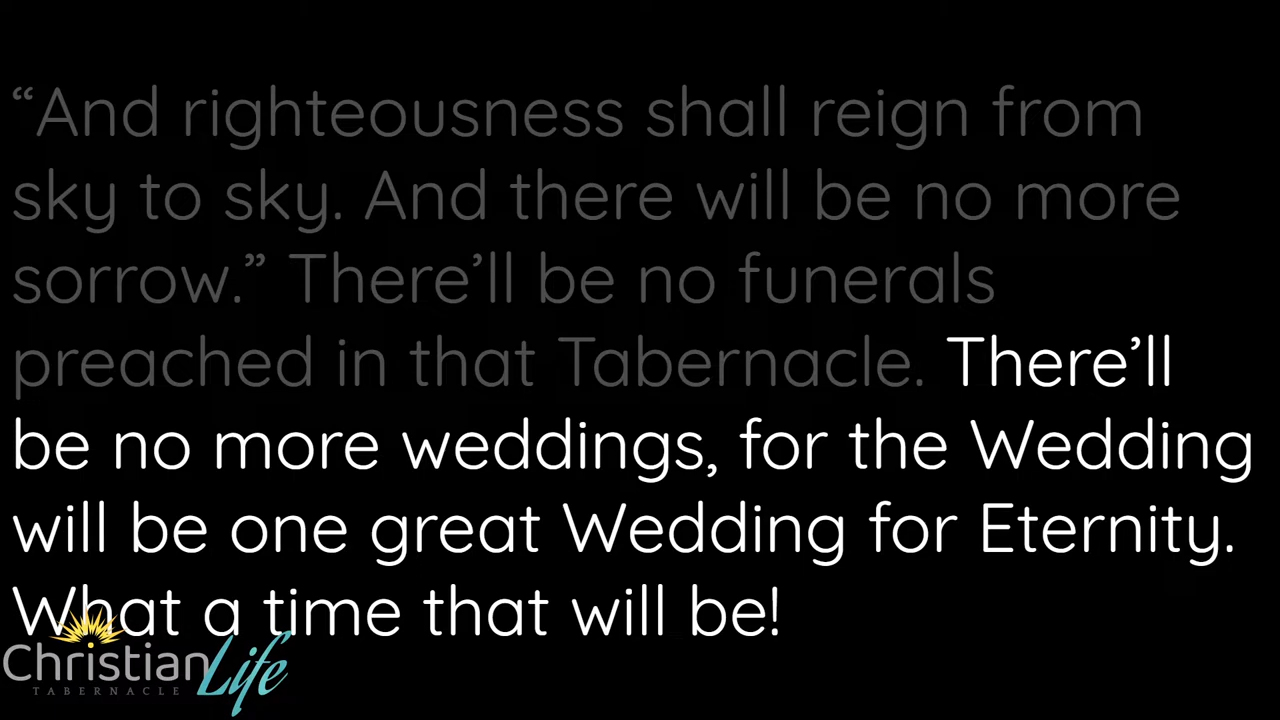 “And righteousness shall reign from
sky to sky. And there will be no more
sorrow.” There’ll be no funerals
preached in that Tabernacle. There’ll
be no more weddings, for the Wedding
will be one great Wedding for Eternity.
What a time that will be!
Christian Life
TABERNACLE